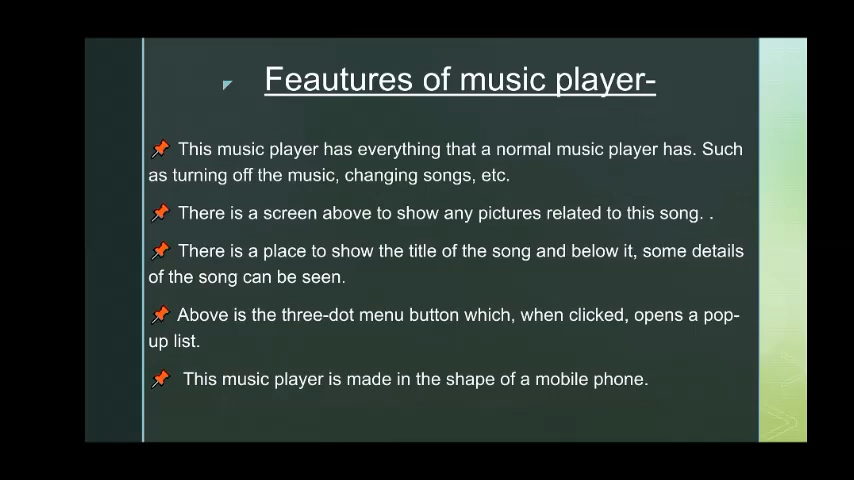 Feautures of music player-
📌 This music player has everything that a normal music player has. Such
as turning off the music, changing songs, etc.
📌 There is a screen above to show any pictures related to this song. .
📌 There is a place to show the title of the song and below it, some details
of the song can be seen.
📌 Above is the three-dot menu button which, when clicked, opens a pop-
up list.
📌 This music player is made in the shape of a mobile phone.